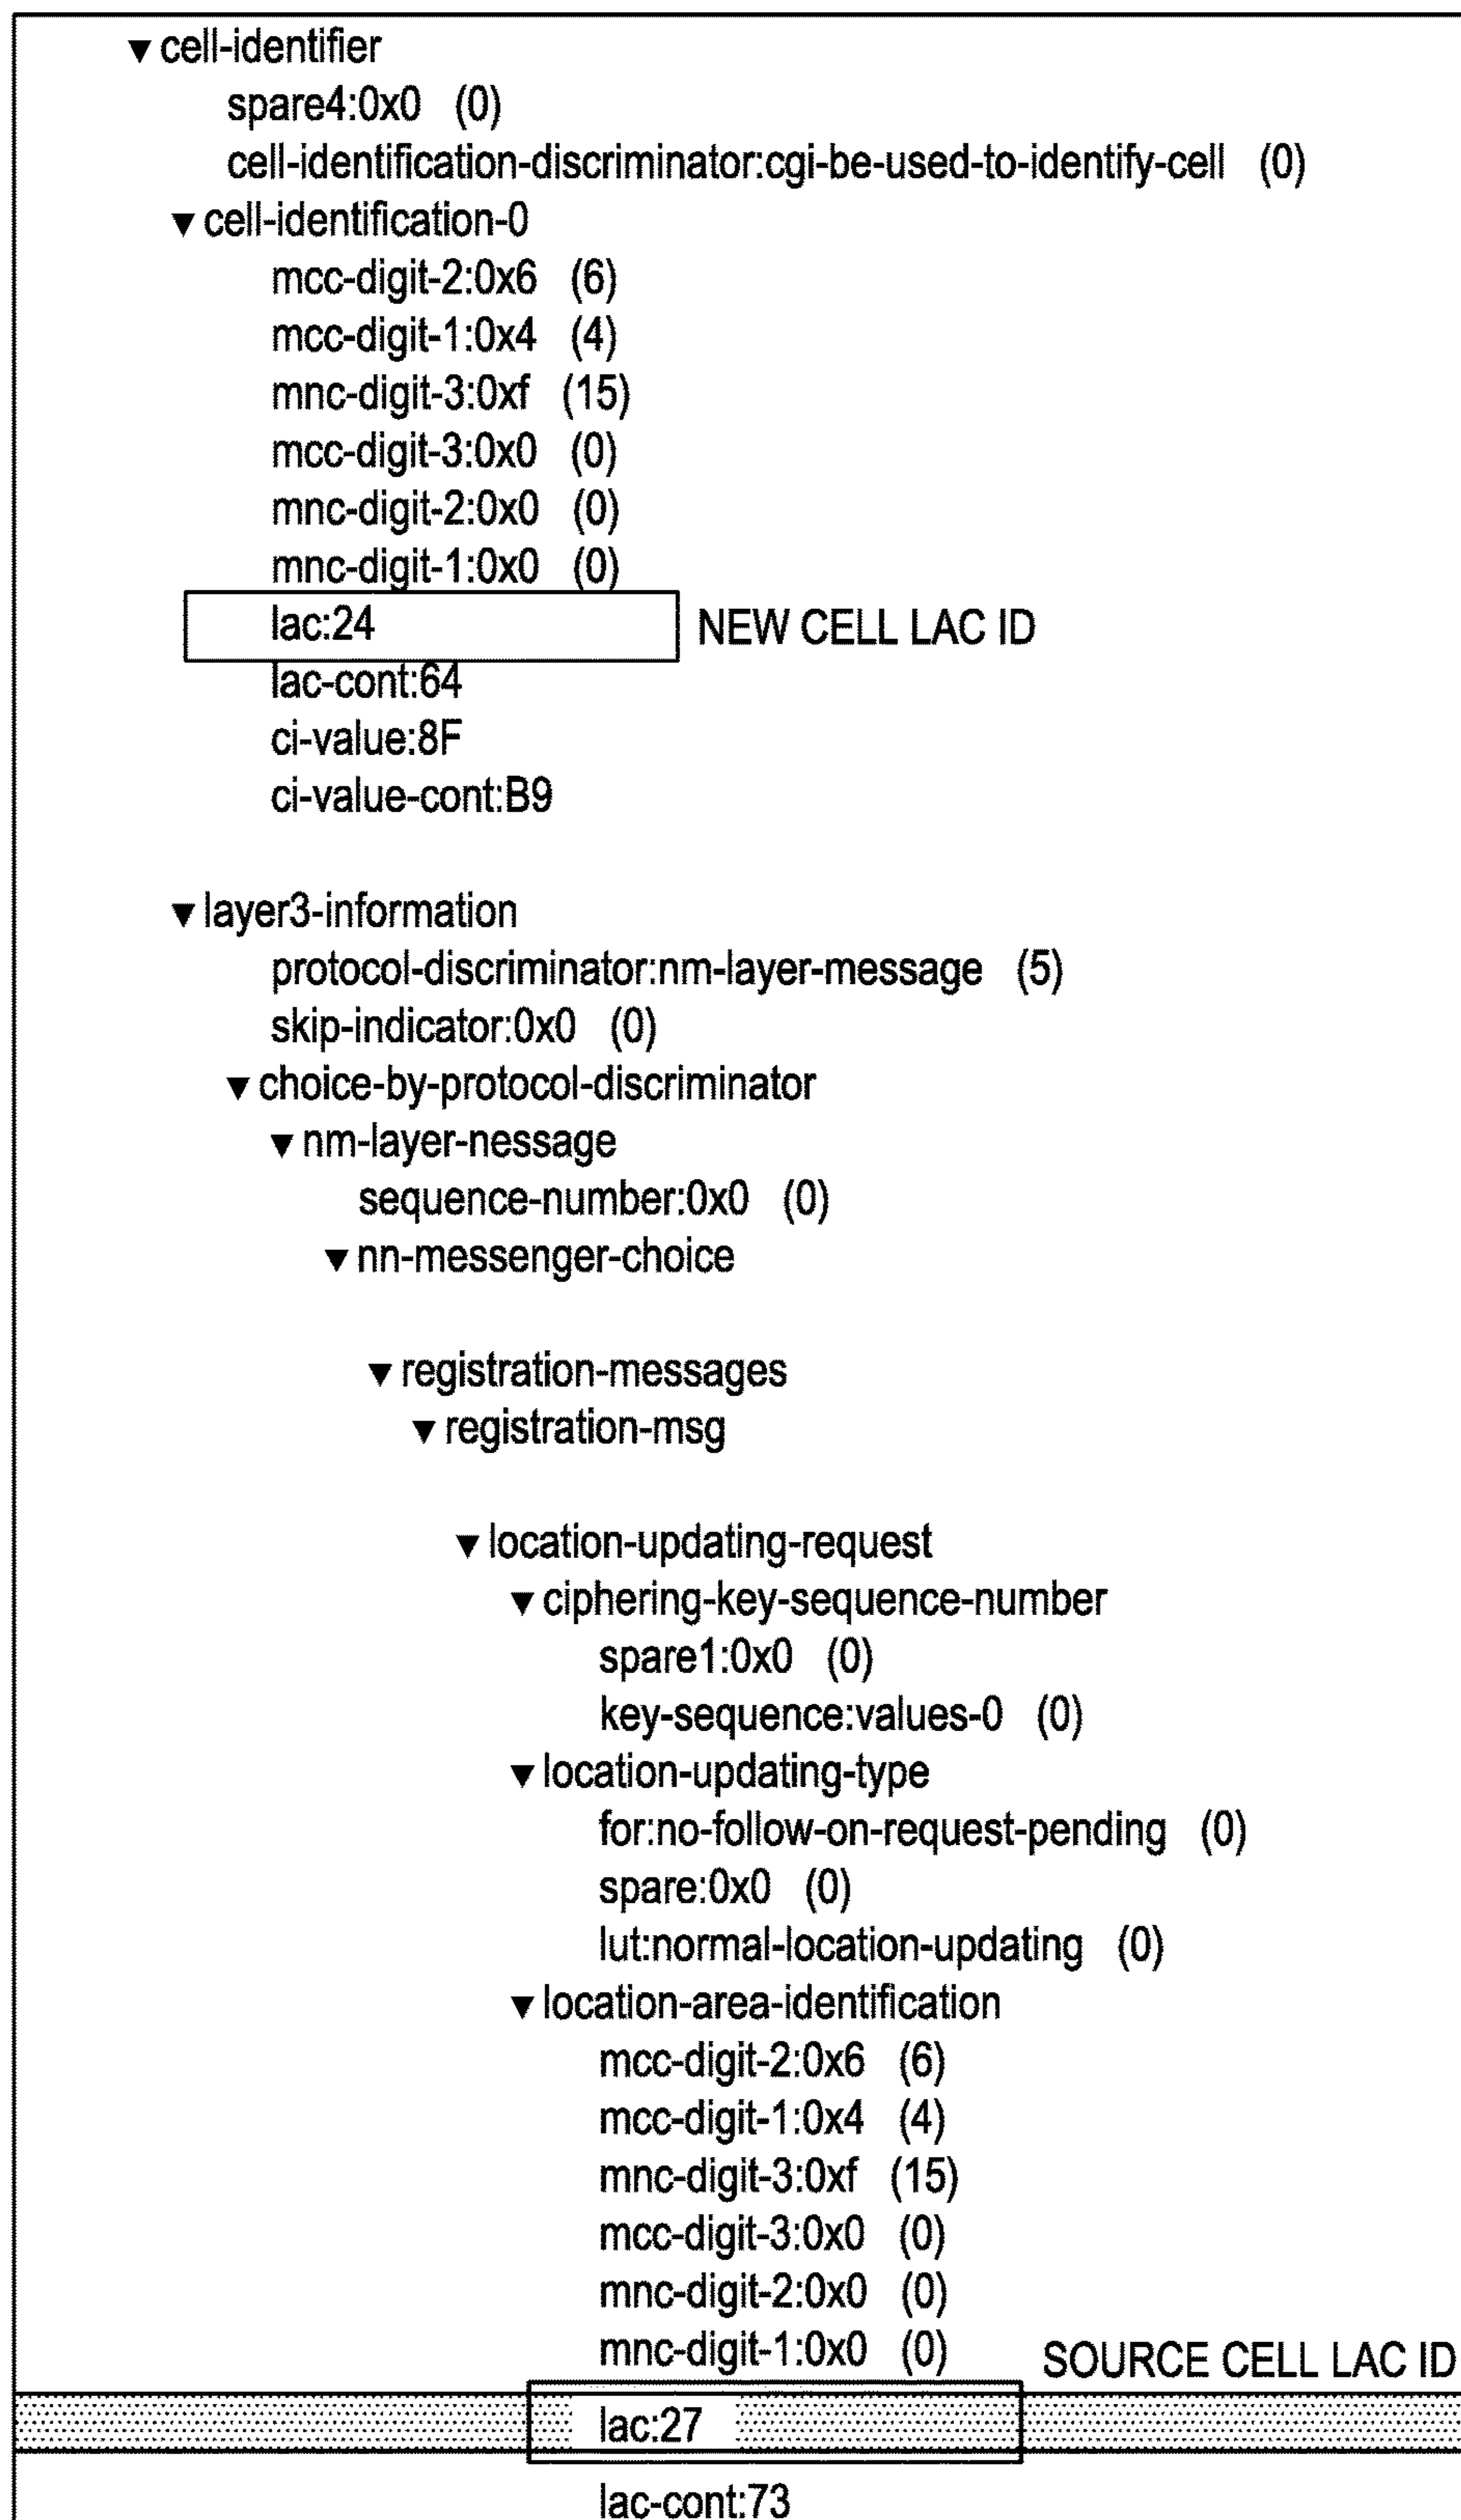 ▼ cell-identifier
spare4:0x0 (0)
cell-identification-discriminator:cgi-be-used-to-identify-cell (0)
▼ cell-identification-0
mcc-digit-2:0x6 (6)
mcc-digit-1:0x4 (4)
mnc-digit-3:0xf (15)
mcc-digit-3:0x0 (0)
mnc-digit-2:0x0 (0)
mnc-digit-1:0x0 (0)
lac:24 NEW CELL LAC ID
lac-cont:64
ci-value:8F
ci-value-cont:B9
▼ layer3-information
protocol-discriminator:nm-layer-message (5)
skip-indicator:0x0 (0)
▼ choice-by-protocol-discriminator
▼ nm-layer-nessage
sequence-number:0x0 (0)
▼ nn-messenger-choice
▼ registration-messages
▼ registration-msg
▼ location-updating-request
▼ ciphering-key-sequence-number
spare1:0x0 (0)
key-sequence:values-0 (0)
▼ location-updating-type
for:no-follow-on-request-pending (0)
spare:0x0 (0)
lut:normal-location-updating (0)
▼ location-area-identification
mcc-digit-2:0x6 (6)
mcc-digit-1:0x4 (4)
mnc-digit-3:0xf (15)
mcc-digit-3:0x0 (0)
mnc-digit-2:0x0 (0)
mnc-digit-1:0x0 (0)
SOURCE CELL LAC ID
lac:27
lac-cont:73